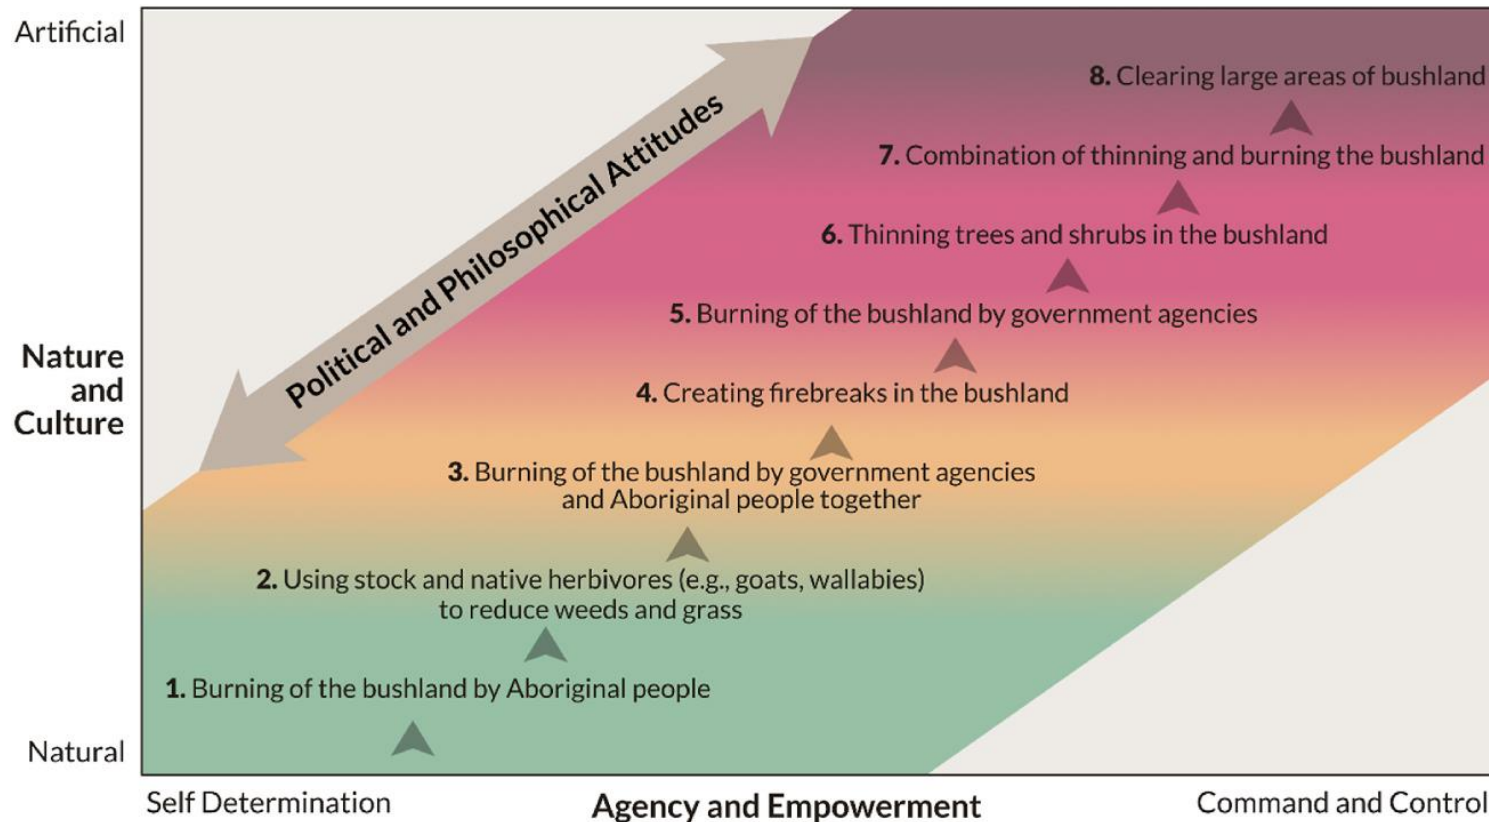 Artificial
8. Clearing large areas of bushland
7. Combination of thinning and burning the bushland
Political and Philosophical Attitudes
6. Thinning trees and shrubs in the bushland
5. Burning of the bushland by government agencies
Nature
and
Culture
4. Creating firebreaks in the bushland
3. Burning of the bushland by government agencies
and Aboriginal people together
2. Using stock and native herbivores (e.g., goats, wallabies)
to reduce weeds and grass
1. Burning of the bushland by Aboriginal people
Natural
Self Determination
Agency and Empowerment
Command and Control